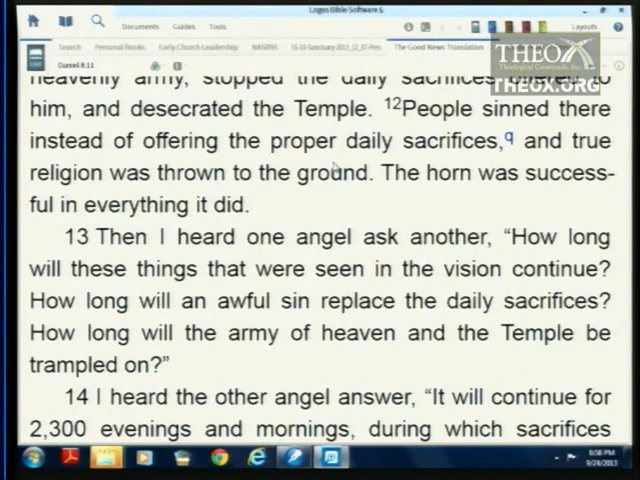 Logos Bible Software 5
Documents Guides Tools
Layouts
Search Personal Books Early Church Leadership NASB95 The Good News Translation
Daniel 8:11
THEOX
THEOX.ORG
heavenly army, stopped the daily sacrifices offered to
him, and desecrated the Temple. 12People sinned there
instead of offering the proper daily sacrifices,q and true
religion was thrown to the ground. The horn was success-
ful in everything it did.
13 Then I heard one angel ask another, “How long
will these things that were seen in the vision continue?
How long will an awful sin replace the daily sacrifices?
How long will the army of heaven and the Temple be
trampled on?”
14 I heard the other angel answer, “It will continue for
2,300 evenings and mornings, during which sacrifices
6:58 PM
9/24/2013